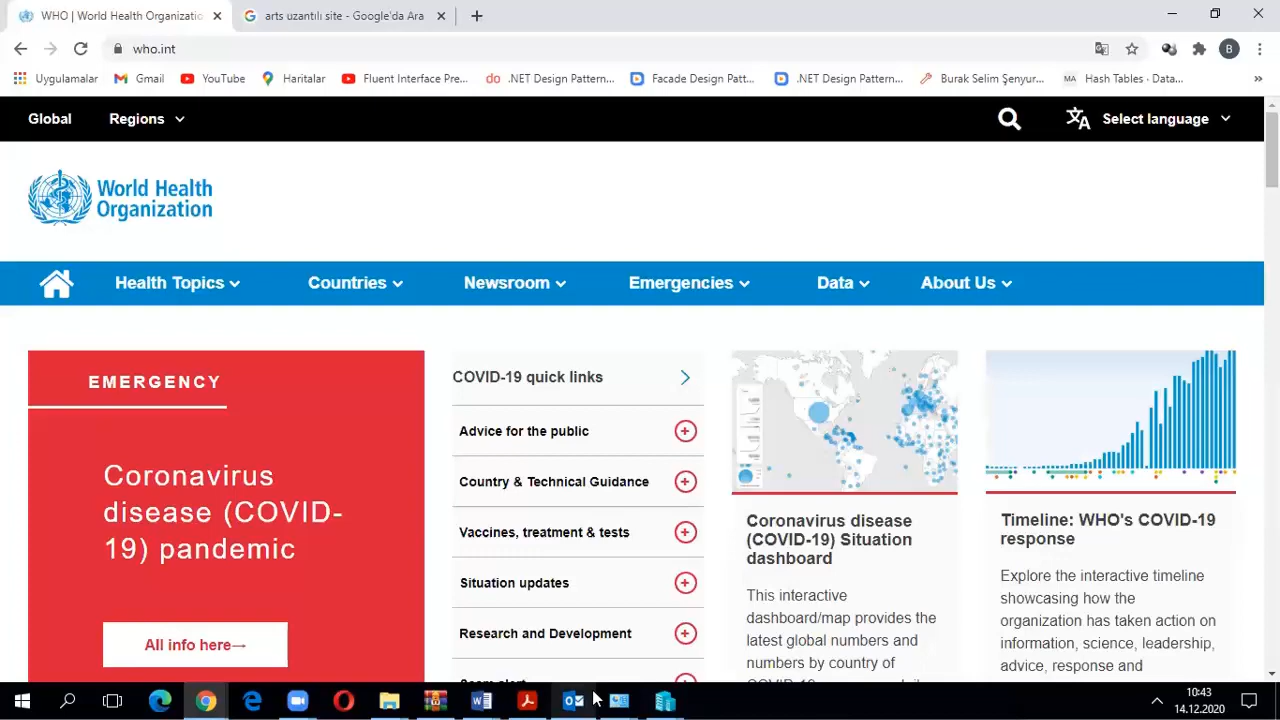 WHO | World Health Organizatio
arts uzantılı site - Google'da Ara
who.int
B
Uygulamalar
Gmail
YouTube
Haritalar
Fluent Interface Pre...
do
.NET Design Pattern...
Facade Design Patt...
.NET Design Pattern...
Burak Selim Şenyur...
MA
Hash Tables - Data...
Global
Regions
Select language
World Health
Organization
Health Topics
Countries
Newsroom
Emergencies
Data
About Us
EMERGENCY
Coronavirus
disease (COVID-
19) pandemic
All info here→
COVID-19 quick links
Advice for the public
Country & Technical Guidance
Vaccines, treatment & tests
Situation updates
Research and Development
Coronavirus disease
(COVID-19) Situation
dashboard
This interactive
dashboard/map provides the
latest global numbers and
numbers by country of
Timeline: WHO's COVID-19
response
Explore the interactive timeline
showcasing how the
organization has taken action on
information, science, leadership,
advice, response and
10:43
14.12.2020